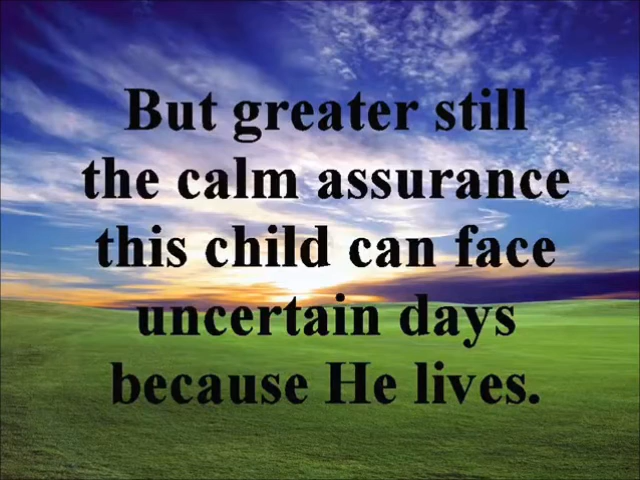 But greater still
the calm assurance
this child can face
uncertain days
because He lives.